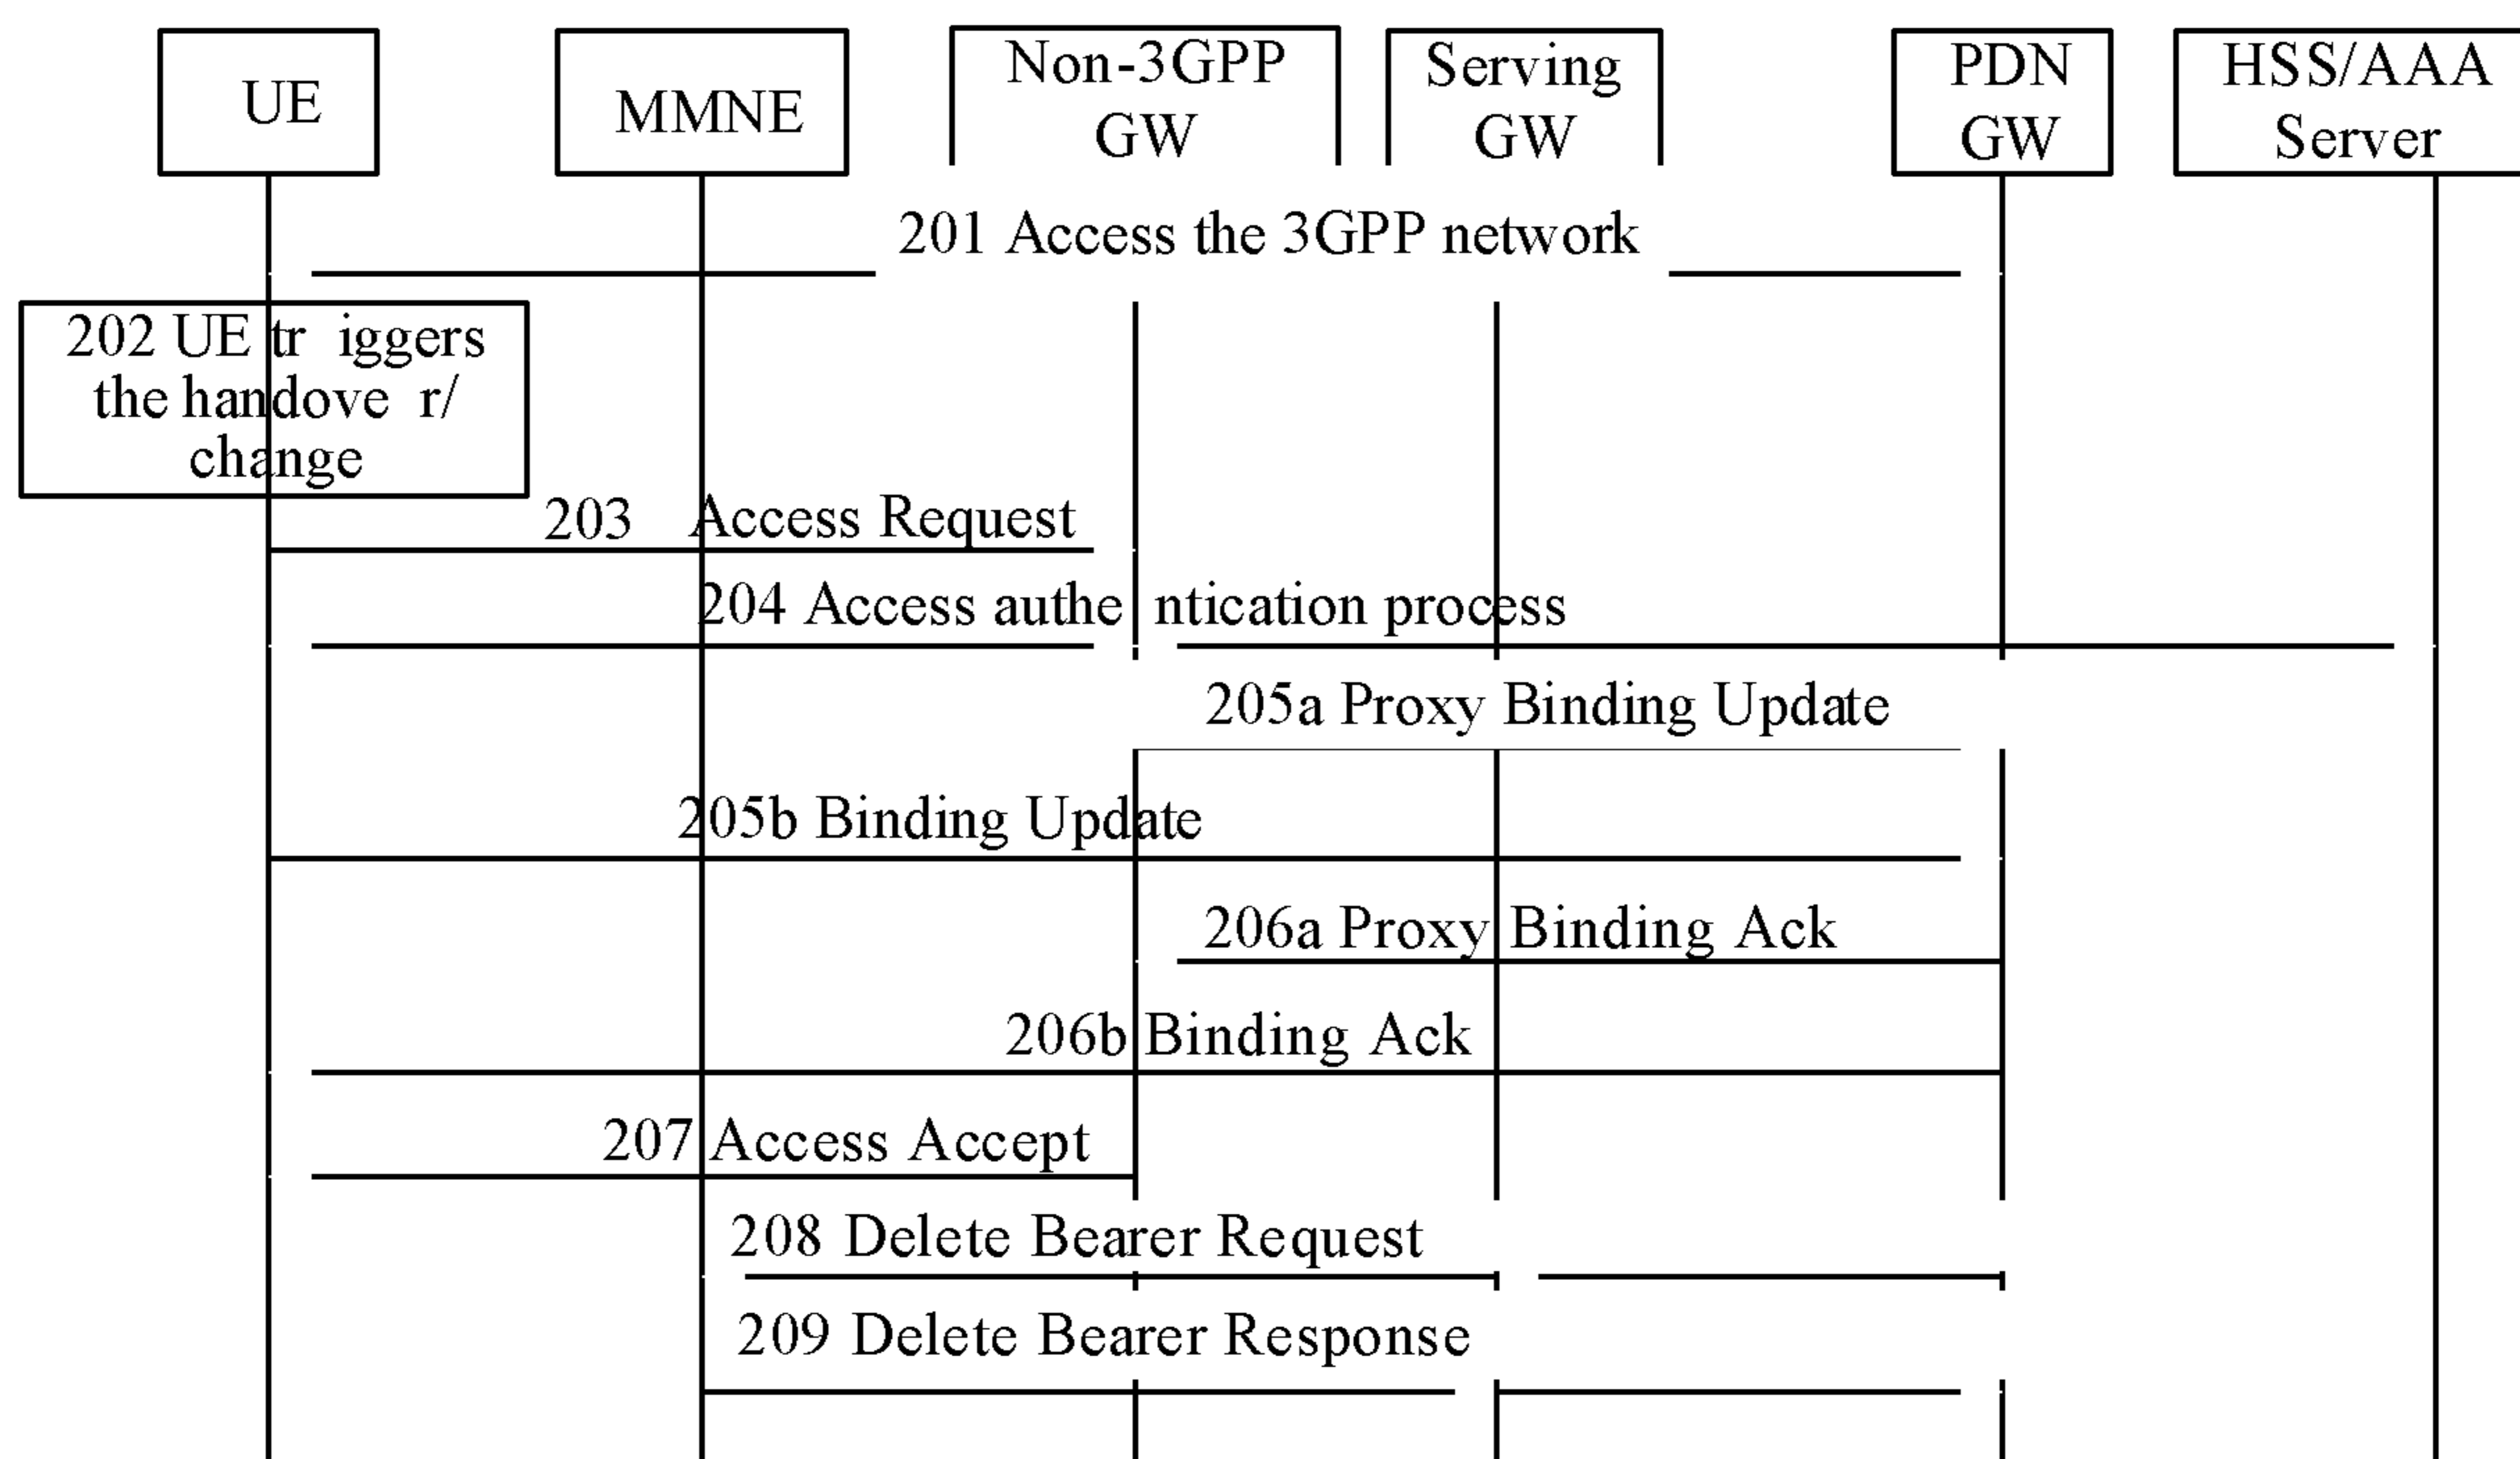 UE
MMNE
Non-3GPP
GW
Serving
GW
PDN
GW
HSS/AAA
Server
201 Access the 3GPP network
202 UE tr iggers
the handove r/
change
203 Access Request
204 Access authe ntication process
205a Proxy Binding Update
205b Binding Update
206a Proxy Binding Ack
206b Binding Ack
207 Access Accept
208 Delete Bearer Request
209 Delete Bearer Response